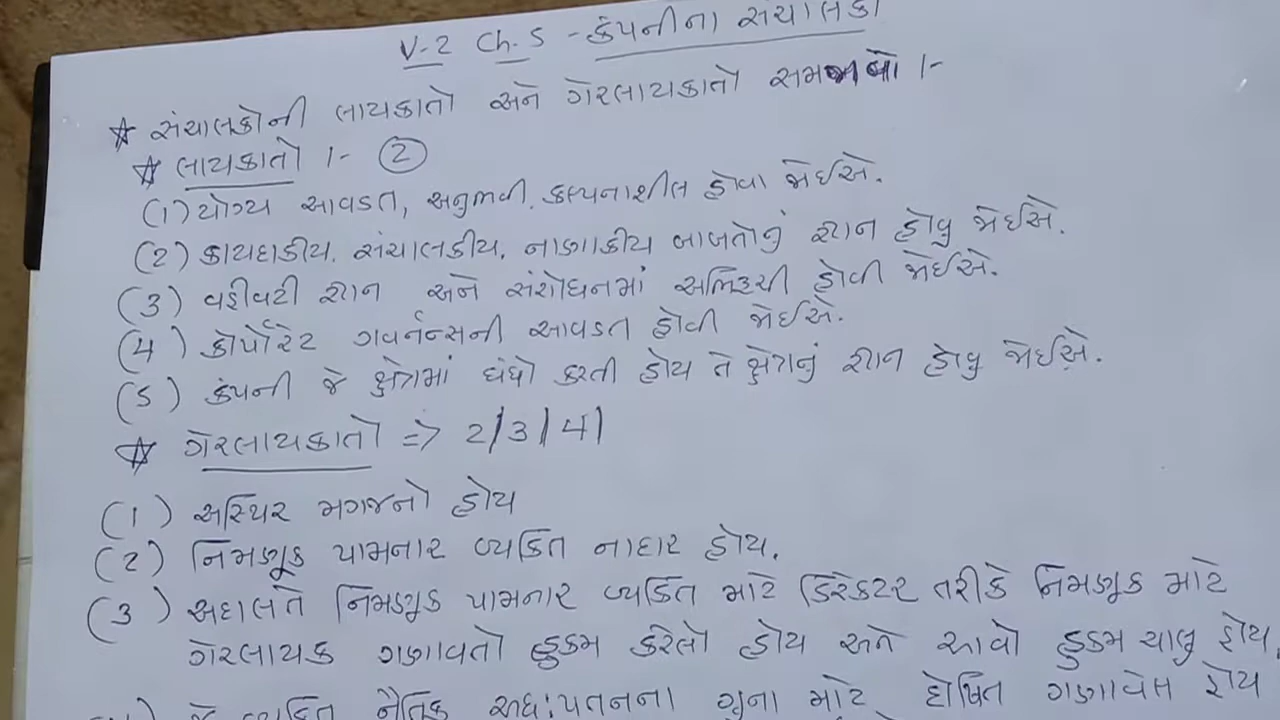 V-2 Ch.5 - કંપનીના સંચાલકો
☆ સંચાલકોની લાયકાતો અને ગેરલાયકાતો સમજાવો :-
☆ લાયકાતો :- (2)
(1) યોગ્ય આવડત, અનુભવી, કલ્પનાશીલ હોવા જોઈએ.
(2) કાયદાકીય, સંચાલકીય, નાણાકીય બાબતોનું જ્ઞાન હોવુ જોઈએ.
(3) વહીવટી જ્ઞાન અને સંશોધનમાં અભિરૂચી હોવી જોઈએ.
(4) કોર્પોરેટ ગવર્નન્સની આવડત હોવી જોઈએ.
(5) કંપની જે ક્ષેત્રમાં ધંધો કરતી હોય તે ક્ષેત્રનું જ્ઞાન હોવુ જોઈએ.
☆ ગેરલાયકાતો => 2/3/4/
(1) અસ્થિર મગજનો હોય
(2) નિમણૂક પામનાર વ્યકિત નાદાર હોય.
(3) અદાલતે નિમણૂક પામનાર વ્યકિત માટે ડિરેકટર તરીકે નિમણૂક માટે
ગેરલાયક ગણાવતો હુકમ કરેલો હોય અને આવો હુકમ ચાલુ હોય.
(4) જે વ્યકિત નૈતિક અધ:પતનના ગુના માટે દોષિત ગણાયેલ હોય